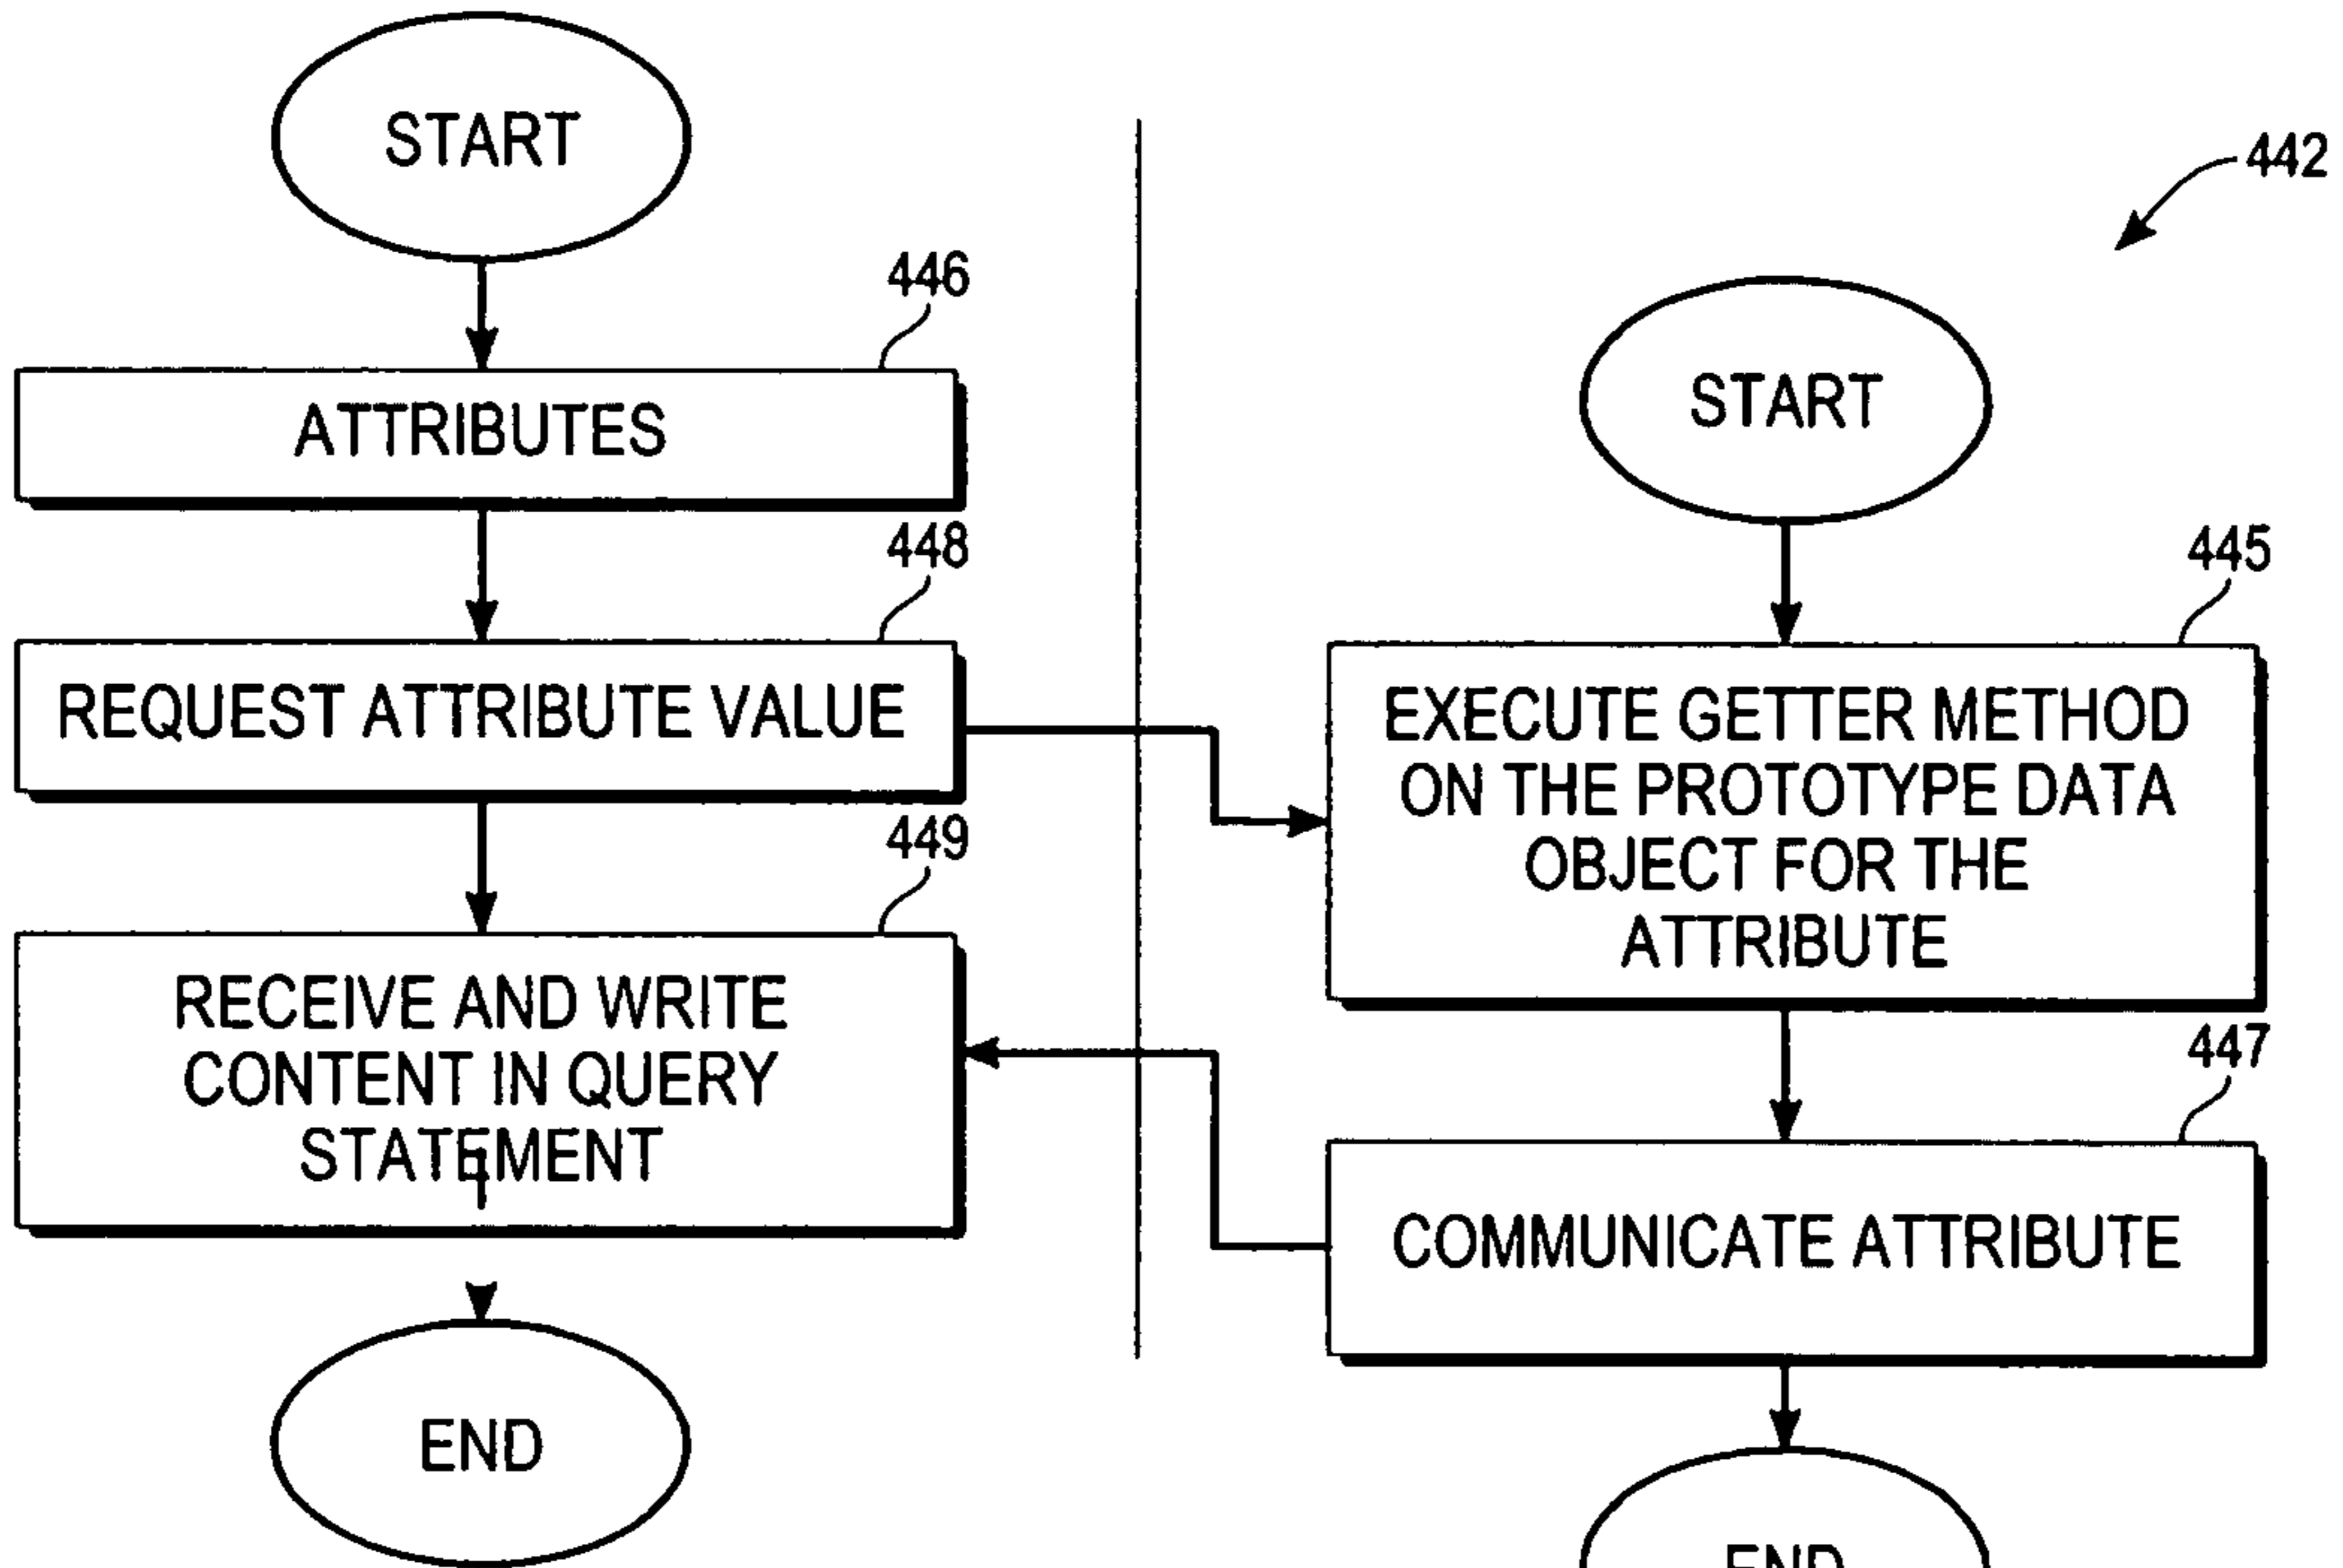 START
446
ATTRIBUTES
448
REQUEST ATTRIBUTE VALUE
449
RECEIVE AND WRITE
CONTENT IN QUERY
STATEMENT
END
442
START
445
EXECUTE GETTER METHOD
ON THE PROTOTYPE DATA
OBJECT FOR THE
ATTRIBUTE
447
COMMUNICATE ATTRIBUTE
END